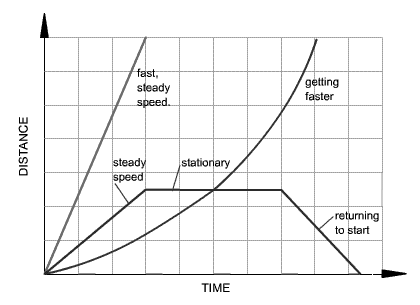 fast,
steady
speed.
getting
faster
steady
speed
stationary
returning
to start
DISTANCE
TIME